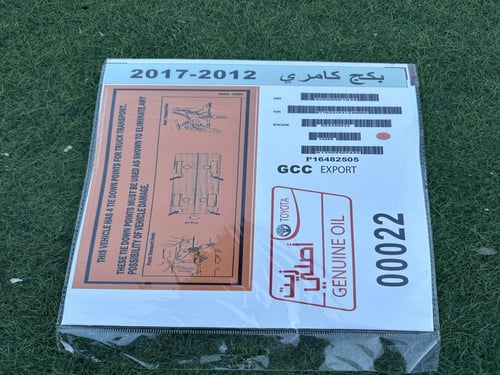 بكج كامري 2017-2012
P16482505
GCC EXPORT
THIS VEHICLE HAS 4 TIE DOWN POINTS FOR TRUCK TRANSPORT.
THESE TIE DOWN POINTS MUST BE USED AS SHOWN TO ELIMINATE ANY
POSSIBILITY OF VEHICLE DAMAGE.
TOYOTA
زيت أصلي
GENUINE OIL
00022